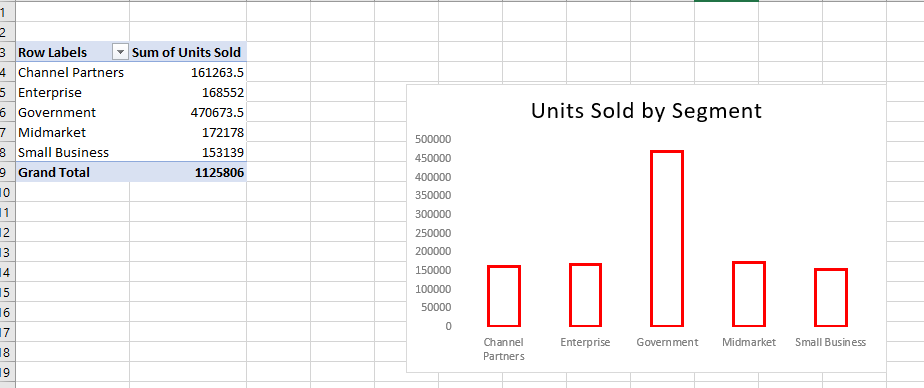 1
2
3 Row Labels Sum of Units Sold
4 Channel Partners 161263.5
5 Enterprise 168552
6 Government 470673.5
7 Midmarket 172178
8 Small Business 153139
9 Grand Total 1125806
10
11
12
13
14
15
16
17
18
19
Units Sold by Segment
500000
450000
400000
350000
300000
250000
200000
150000
100000
50000
0
Channel Partners Enterprise Government Midmarket Small Business